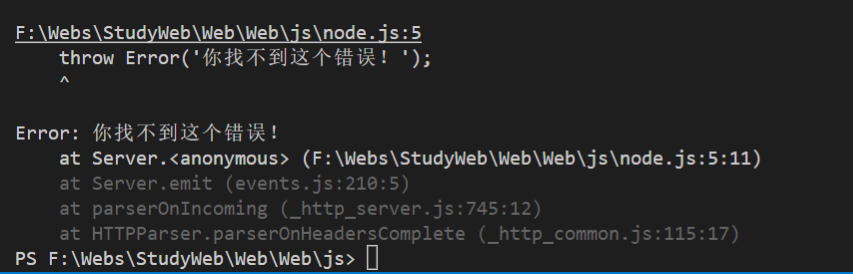 F:\Webs\StudyWeb\Web\Web\js\node.js:5
    throw Error('你找不到这个错误！');
    ^
Error: 你找不到这个错误！
    at Server.<anonymous> (F:\Webs\StudyWeb\Web\Web\js\node.js:5:11)
    at Server.emit (events.js:210:5)
    at parserOnIncoming (_http_server.js:745:12)
    at HTTPParser.parserOnHeadersComplete (_http_common.js:115:17)
PS F:\Webs\StudyWeb\Web\Web\js>